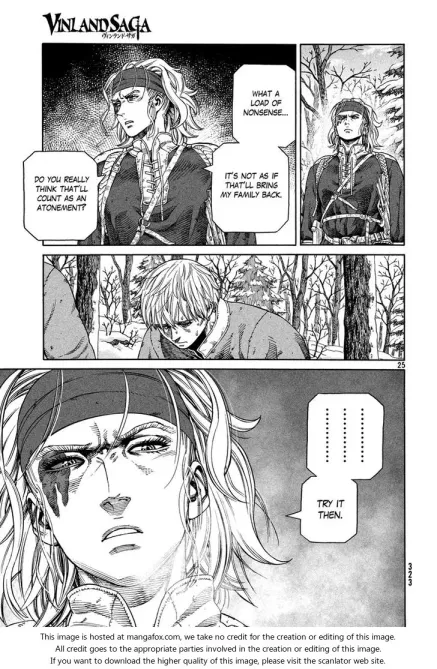 VINLAND SAGA
ヴィンランド・サガ
WHAT A
LOAD OF
NONSENSE...
IT'S NOT AS IF
THAT'LL BRING
MY FAMILY BACK.
DO YOU REALLY
THINK THAT'LL
COUNT AS AN
ATONEMENT?
25
TRY IT
THEN.
3223
This image is hosted at mangafox.com, we take no credit for the creation or editing of this image.
All credit goes to the appropriate parties involved in the creation or editing of this image.
If you want to download the higher quality of this image, please visit the scanlator web site.